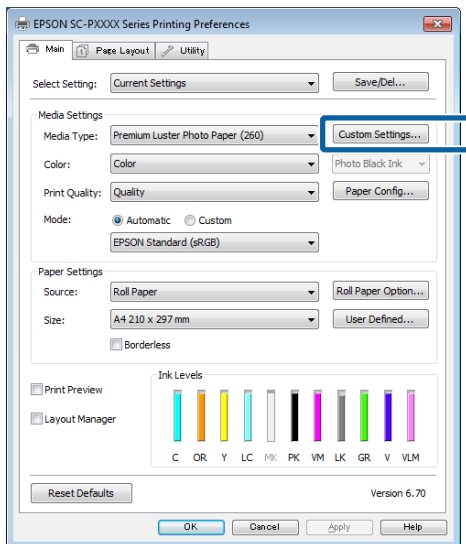 EPSON SC-PXXXX Series Printing Preferences
Main Page Layout Utility
Select Setting: Current Settings Save/Del...
Media Settings
Media Type: Premium Luster Photo Paper (260) Custom Settings...
Color: Color Photo Black Ink
Print Quality: Quality Paper Config...
Mode: Automatic Custom
EPSON Standard (sRGB)
Paper Settings
Source: Roll Paper Roll Paper Option...
Size: A4 210 x 297 mm User Defined...
Borderless
Ink Levels
Print Preview
Layout Manager
C OR Y LC MK PK VM LK GR V VLM
Reset Defaults Version 6.70
OK Cancel Apply Help